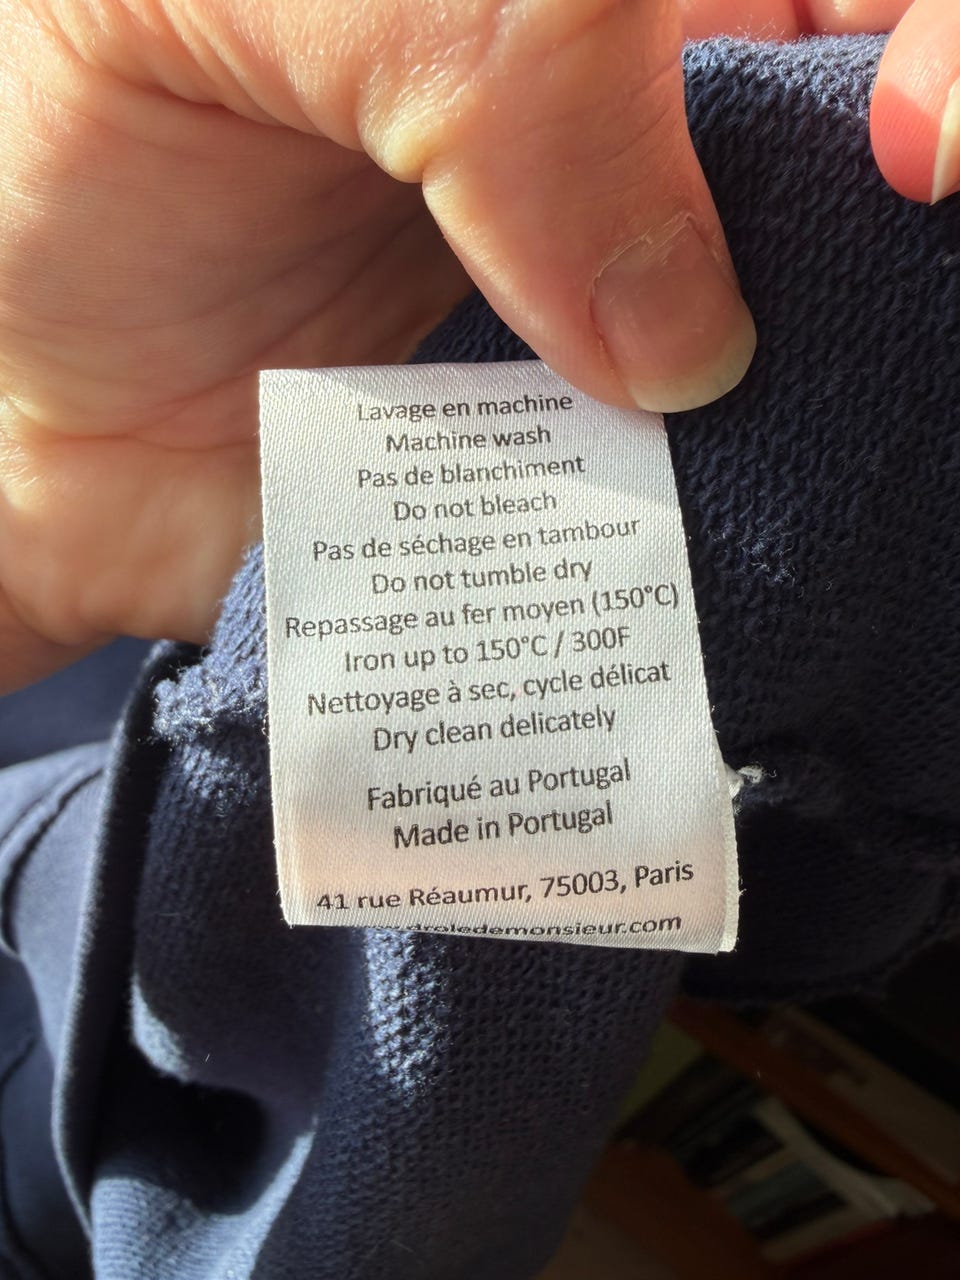 Lavage en machine
Machine wash
Pas de blanchiment
Do not bleach
Pas de séchage en tambour
Do not tumble dry
Repassage au fer moyen (150°C)
Iron up to 150°C / 300F
Nettoyage à sec, cycle délicat
Dry clean delicately
Fabriqué au Portugal
Made in Portugal
41 rue Réaumur, 75003, Paris
droledemonsieur.com